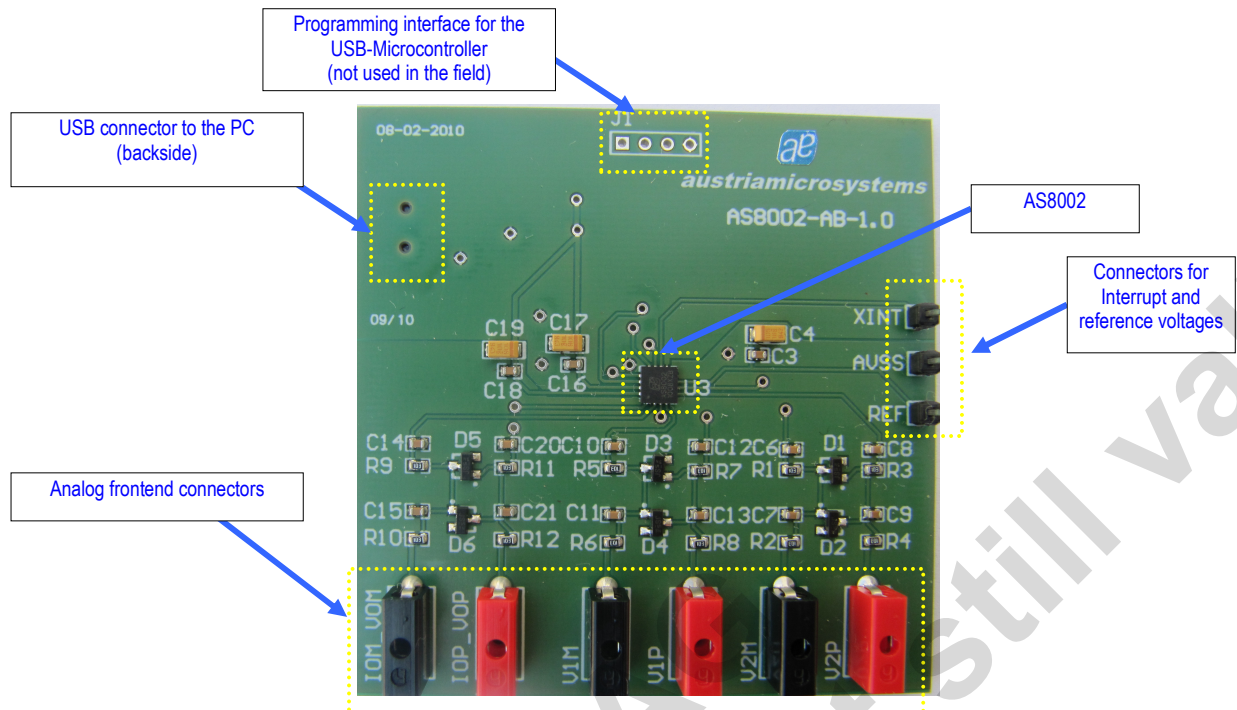 Programming interface for the
USB-Microcontroller
(not used in the field)
USB connector to the PC
(backside)
08-02-2010
J1
ae
austriamicrosystems
AS8002-AB-1.0
AS8002
Connectors for
Interrupt and
reference voltages
09/10
XINT
C19
C17
C4
C3
AVSS
C18
C16
U3
REF
C14
D5
C20
C10
D3
C12
C6
D1
C8
R9
R11
R5
R7
R1
R3
Analog frontend connectors
C15
C21
C11
C13
C7
C9
R10
D6
R12
R6
D4
R8
R2
D2
R4
IOM_VOM
IOP_VOP
V1M
V1P
V2M
V2P
still va